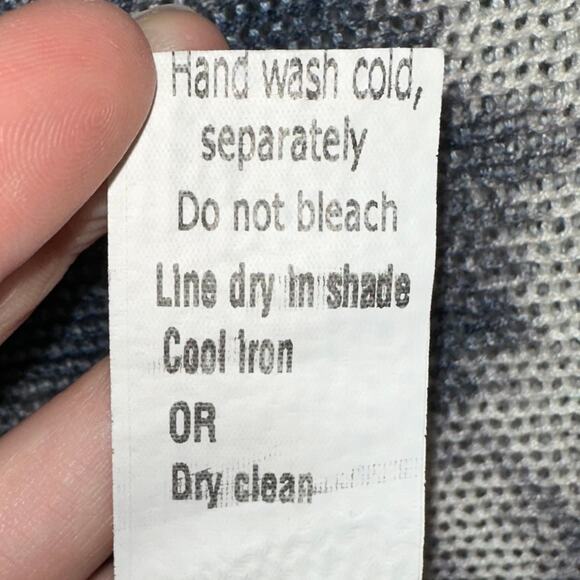 Hand wash cold,
separately
Do not bleach
Line dry in shade
Cool Iron
OR
Dry clean